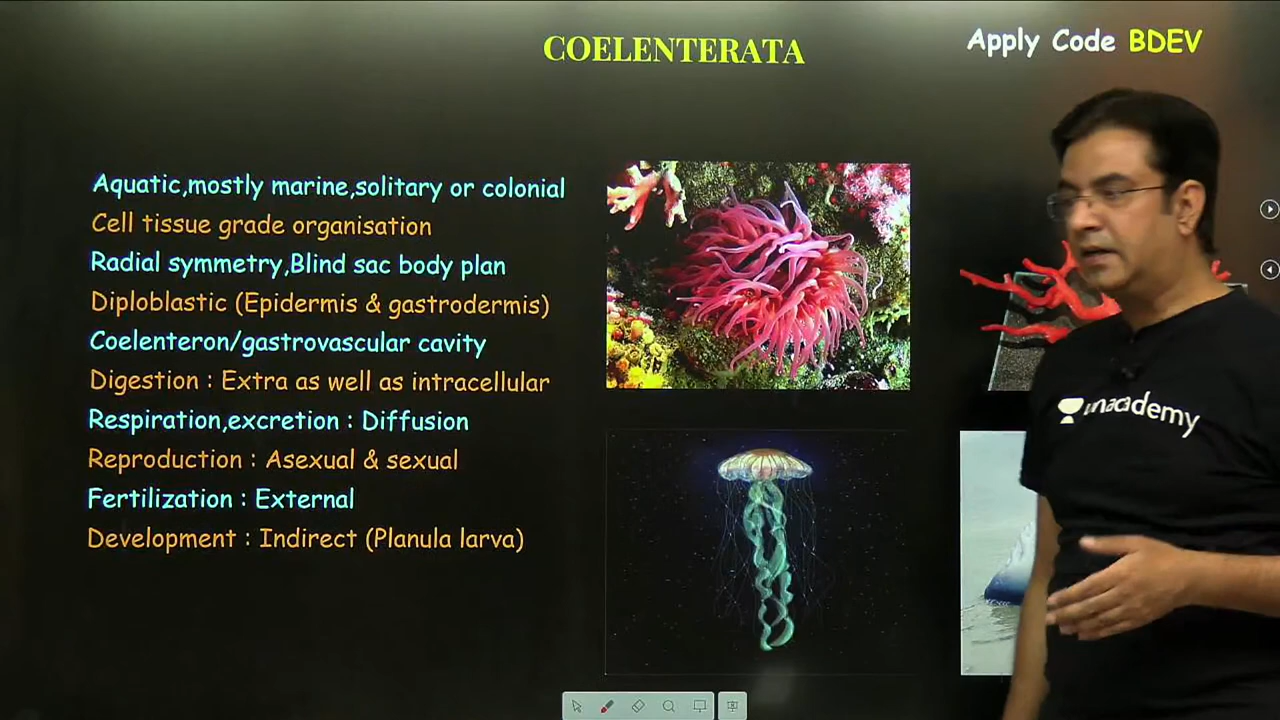 COELENTERATA
Apply Code BDEV
Aquatic,mostly marine,solitary or colonial
Cell tissue grade organisation
Radial symmetry,Blind sac body plan
Diploblastic (Epidermis & gastrodermis)
Coelenteron/gastrovascular cavity
Digestion : Extra as well as intracellular
Respiration,excretion : Diffusion
Reproduction : Asexual & sexual
Fertilization : External
Development : Indirect (Planula larva)
unacademy